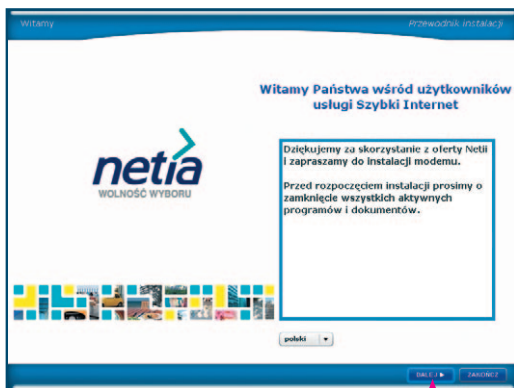 Witamy
Przewodnik instalacji
Witamy Państwa wśród użytkowników
usługi Szybki Internet
netia
WOLNOŚĆ WYBORU
Dziękujemy za skorzystanie z oferty Netii
i zapraszamy do instalacji modemu.
Przed rozpoczęciem instalacji prosimy o
zamknięcie wszystkich aktywnych
programów i dokumentów.
polski
DALEJ
ZAKOŃCZ